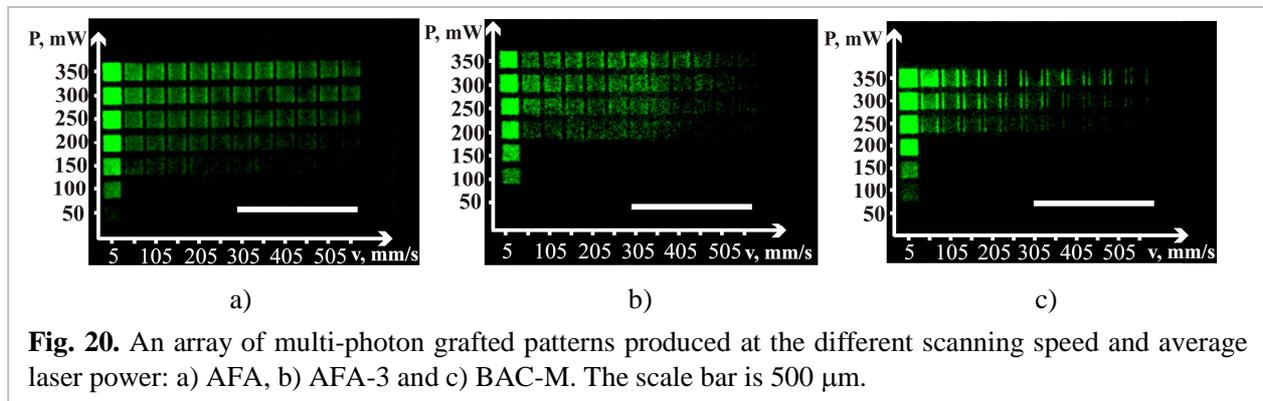 P, mW
350
300
250
200
150
100
50
5 105 205 305 405 505 v, mm/s
a)
P, mW
350
300
250
200
150
100
50
5 105 205 305 405 505 v, mm/s
b)
P, mW
350
300
250
200
150
100
50
5 105 205 305 405 505 v, mm/s
c)
Fig. 20. An array of multi-photon grafted patterns produced at the different scanning speed and average
laser power: a) AFA, b) AFA-3 and c) BAC-M. The scale bar is 500 μm.